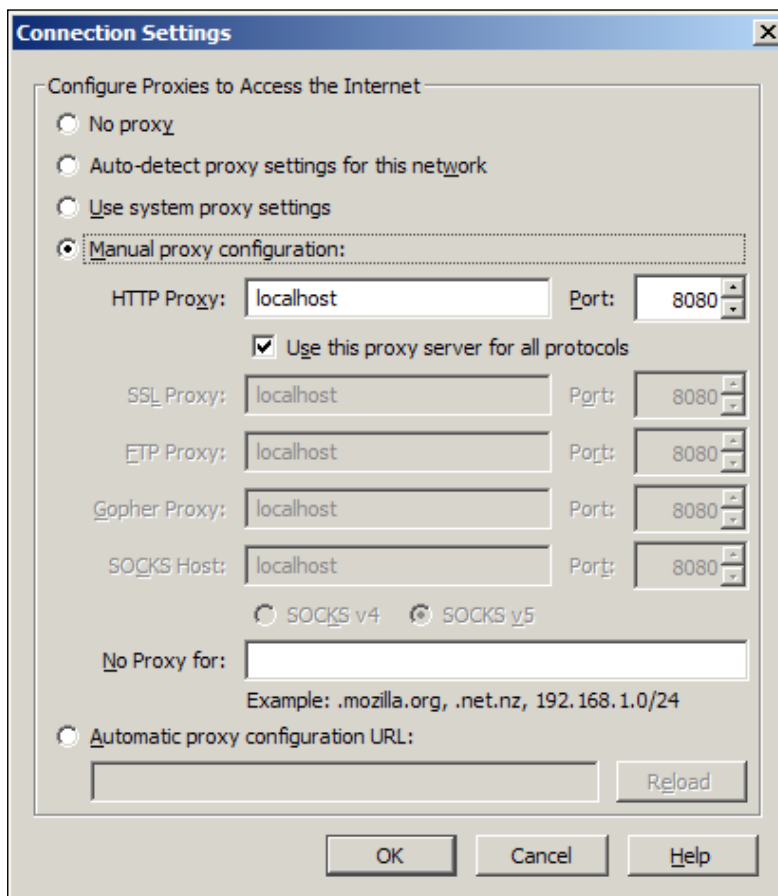 Connection Settings
Configure Proxies to Access the Internet
No proxy
Auto-detect proxy settings for this network
Use system proxy settings
Manual proxy configuration:
HTTP Proxy: localhost Port: 8080
Use this proxy server for all protocols
SSL Proxy: localhost Port: 8080
FTP Proxy: localhost Port: 8080
Gopher Proxy: localhost Port: 8080
SOCKS Host: localhost Port: 8080
SOCKS v4 SOCKS v5
No Proxy for:
Example: .mozilla.org, .net.nz, 192.168.1.0/24
Automatic proxy configuration URL:
Reload
OK Cancel Help